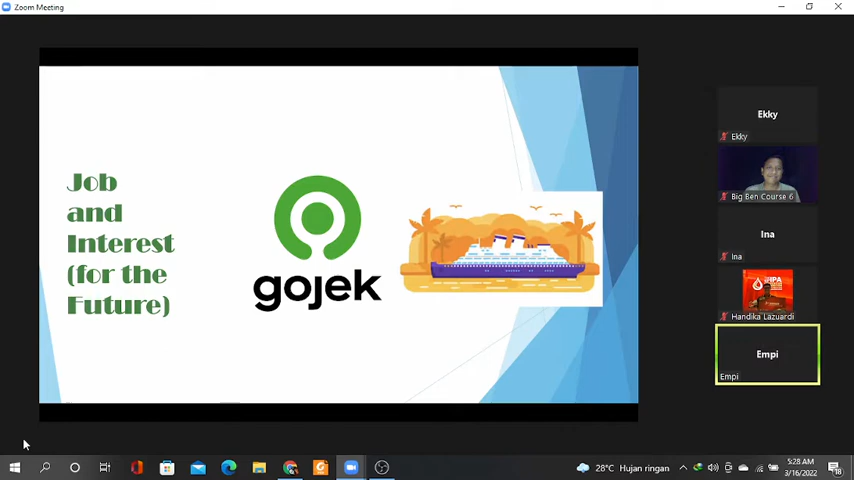 Zoom Meeting
Job
and
Interest
(for the
Future)
gojek
Ekky
Ekky
Big Ben Course 6
Ina
Ina
Handika Lazuardi
Empi
Empi
28°C Hujan ringan
5:28 AM
3/16/2022
18